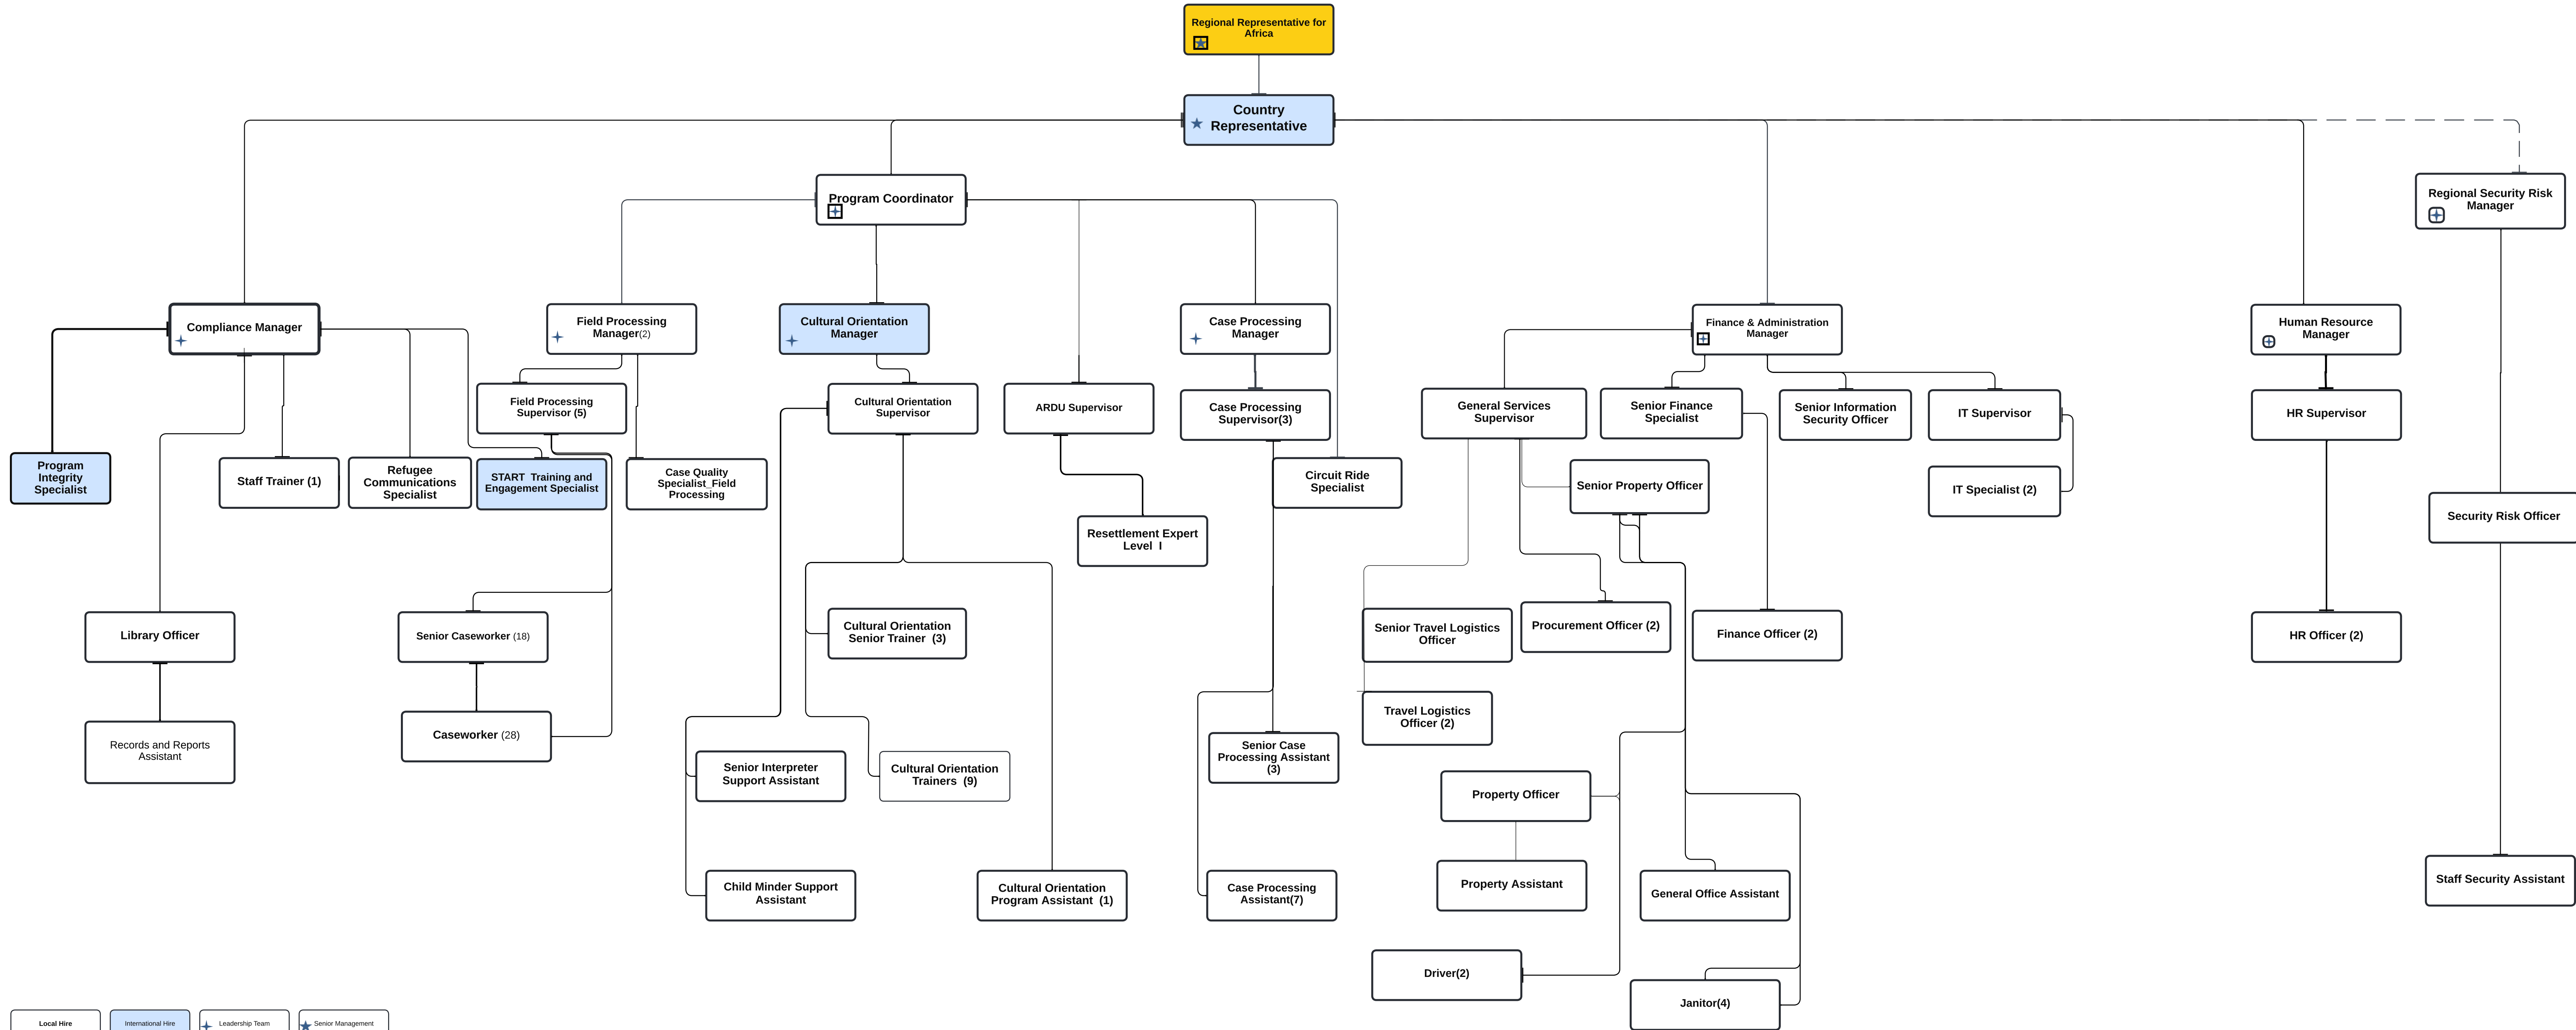 Regional Representative for
Africa
Country
Representative
Program Coordinator
Regional Security Risk
Manager
Compliance Manager
Field Processing
Manager(2)
Cultural Orientation
Manager
Case Processing
Manager
Finance & Administration
Manager
Human Resource
Manager
Field Processing
Supervisor (5)
Cultural Orientation
Supervisor
ARDU Supervisor
Case Processing
Supervisor(3)
General Services
Supervisor
Senior Finance
Specialist
Senior Information
Security Officer
IT Supervisor
HR Supervisor
Program
Integrity
Specialist
Staff Trainer (1)
Refugee
Communications
Specialist
START  Training and
Engagement Specialist
Case Quality
Specialist_Field
Processing
Circuit Ride
Specialist
Senior Property Officer
IT Specialist (2)
Security Risk Officer
Resettlement Expert
Level  I
Library Officer
Senior Caseworker (18)
Cultural Orientation
Senior Trainer  (3)
Senior Travel Logistics
Officer
Procurement Officer (2)
Finance Officer (2)
HR Officer (2)
Records and Reports
Assistant
Caseworker (28)
Senior Interpreter
Support Assistant
Cultural Orientation
Trainers  (9)
Senior Case
Processing Assistant
(3)
Travel Logistics
Officer (2)
Property Officer
Child Minder Support
Assistant
Cultural Orientation
Program Assistant  (1)
Case Processing
Assistant(7)
Property Assistant
General Office Assistant
Staff Security Assistant
Driver(2)
Janitor(4)
Local Hire
International Hire
Leadership Team
Senior Management